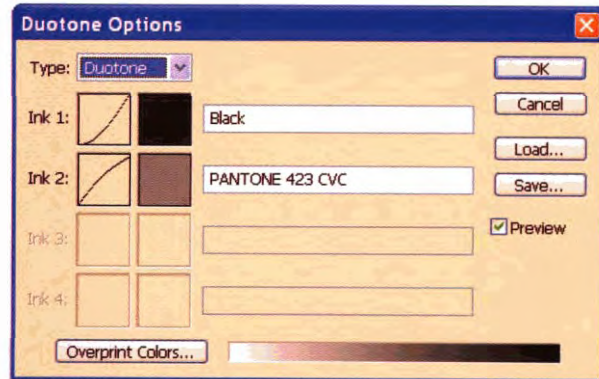 Duotone Options
Type: Duotone
OK
Ink 1: Black
Cancel
Load...
Ink 2: PANTONE 423 CVC
Save...
Ink 3:
Preview
Ink 4:
Overprint Colors...